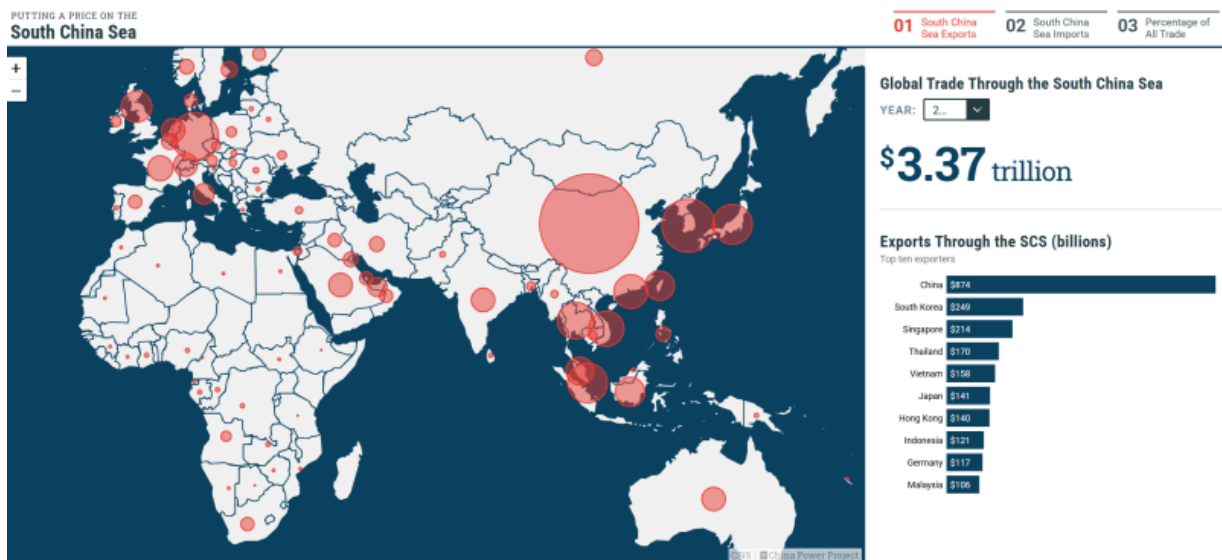 PUTTING A PRICE ON THE
South China Sea
01 South China
Sea Exports
02 South China
Sea Imports
03 Percentage of
All Trade
+
−
Global Trade Through the South China Sea
YEAR: 2...
$3.37 trillion
Exports Through the SCS (billions)
Top ten exporters
China $874
South Korea $249
Singapore $214
Thailand $170
Vietnam $158
Japan $141
Hong Kong $140
Indonesia $121
Germany $117
Malaysia $106
CSIS | China Power Project